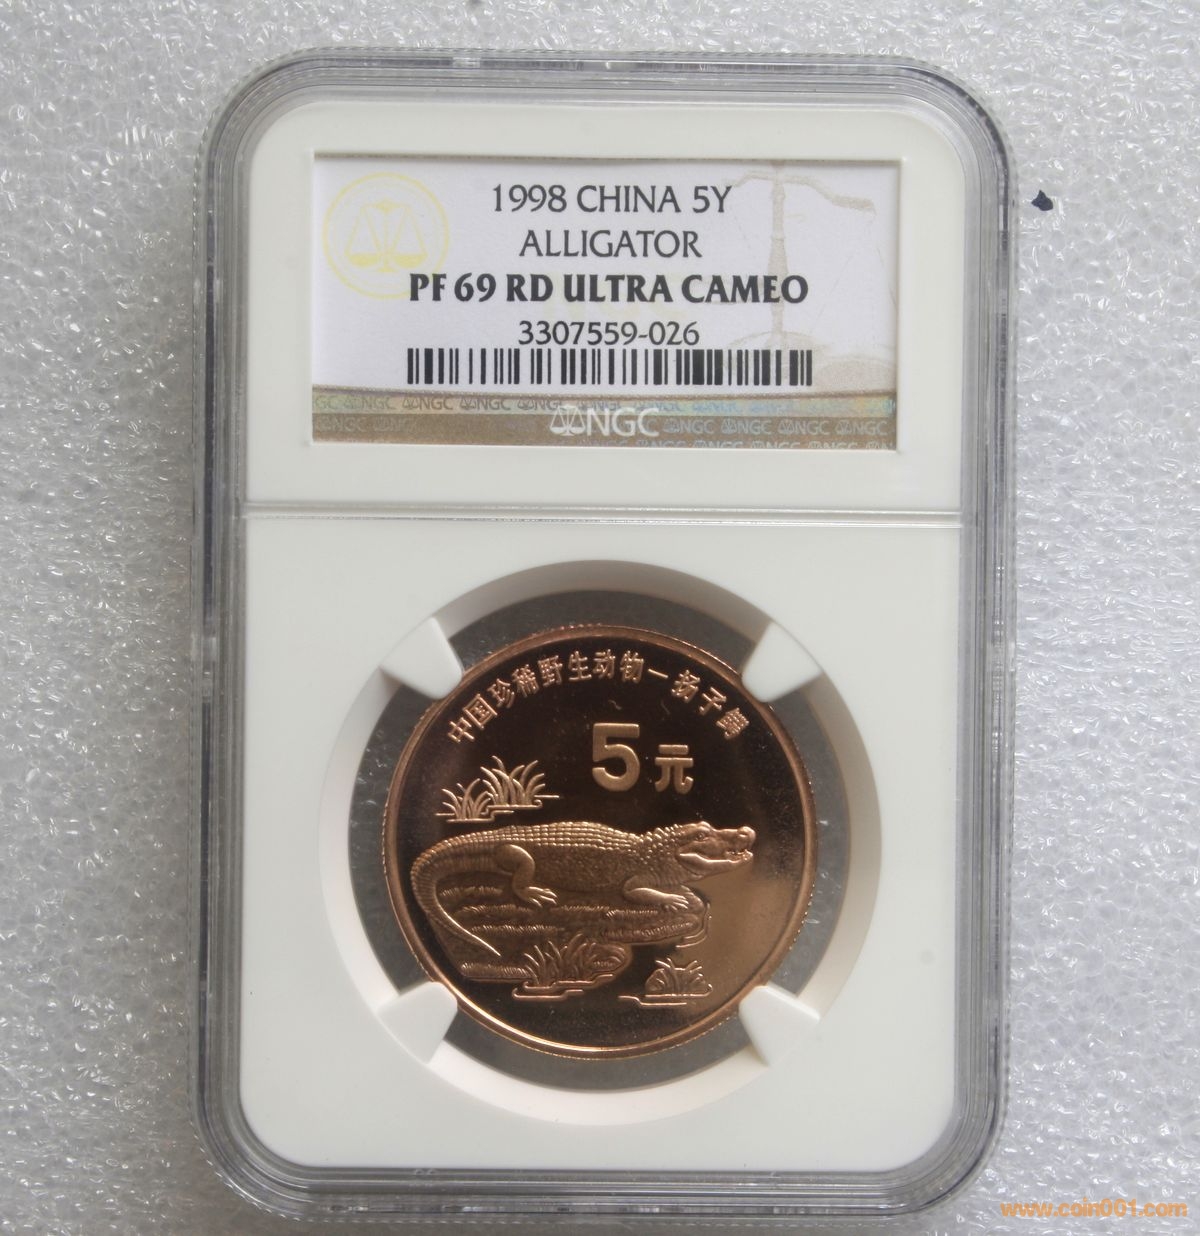 1998 CHINA 5Y
ALLIGATOR
PF 69 RD ULTRA CAMEO
3307559-026
NGC
中国珍稀野生动物—扬子鳄
5元
www.coin001.com